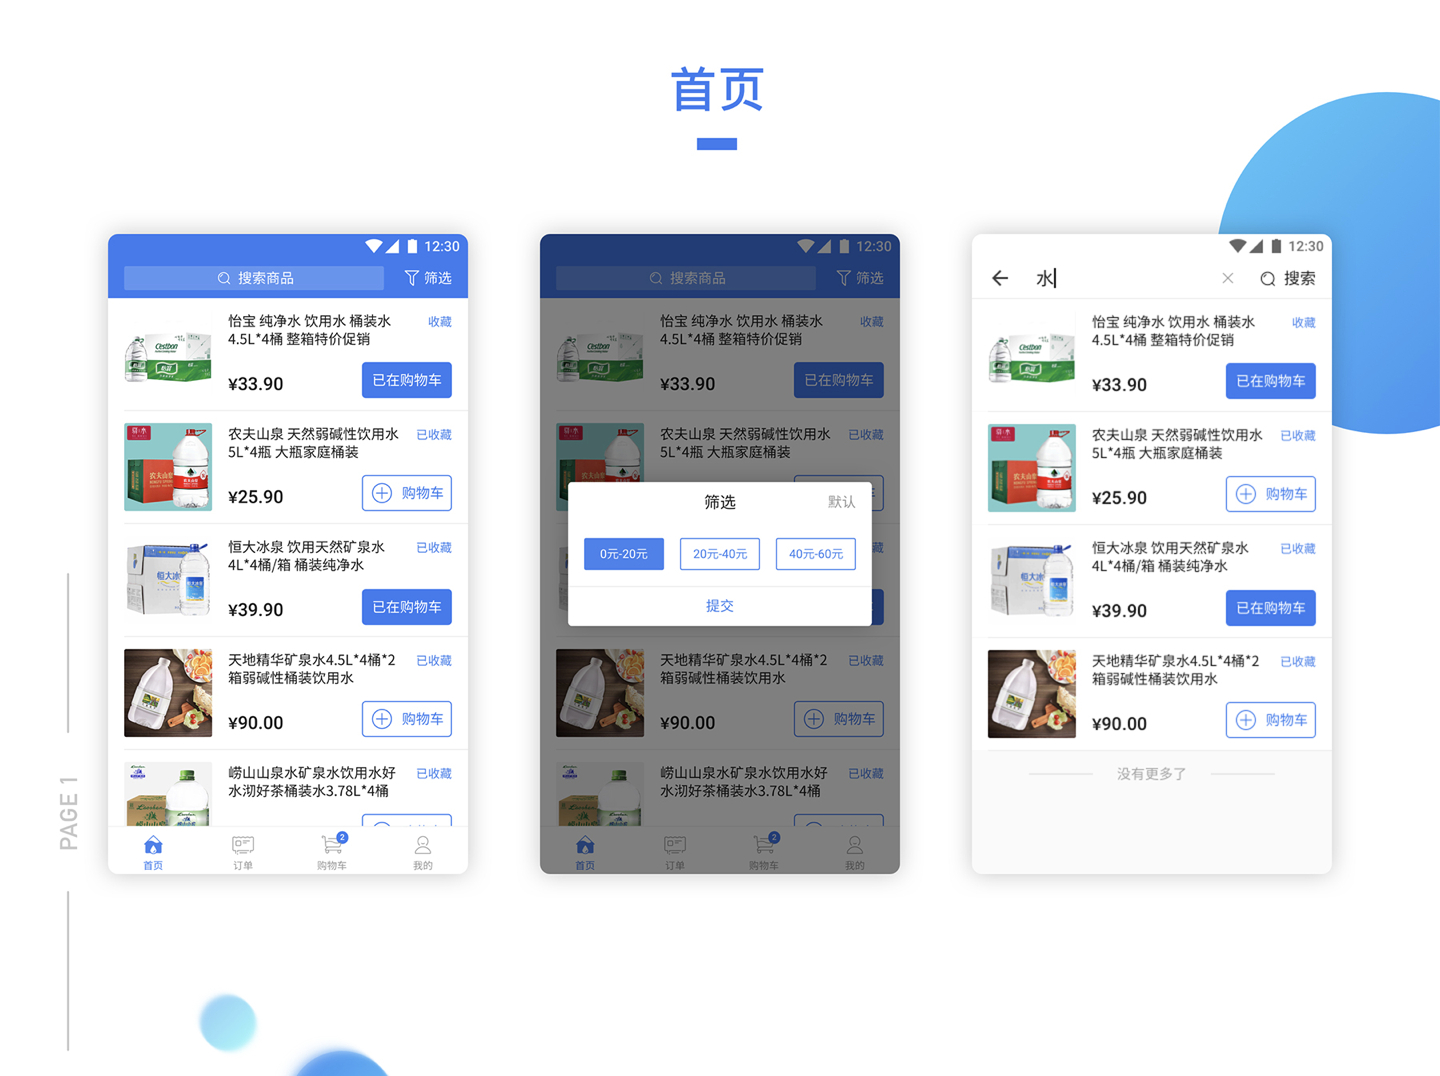 首页
12:30
搜索商品
筛选
怡宝 纯净水 饮用水 桶装水
4.5L*4桶 整箱特价促销
收藏
¥33.90
已在购物车
农夫山泉 天然弱碱性饮用水
5L*4瓶 大瓶家庭桶装
已收藏
¥25.90
购物车
恒大冰泉 饮用天然矿泉水
4L*4桶/箱 桶装纯净水
已收藏
¥39.90
已在购物车
天地精华矿泉水4.5L*4桶*2
箱弱碱性桶装饮用水
已收藏
¥90.00
购物车
崂山山泉水矿泉水饮用水好
水沏好茶桶装水3.78L*4桶
已收藏
首页
订单
2
购物车
我的
12:30
搜索商品
筛选
怡宝 纯净水 饮用水 桶装水
4.5L*4桶 整箱特价促销
收藏
¥33.90
已在购物车
农夫山泉 天然弱碱性饮用水
5L*4瓶 大瓶家庭桶装
已收藏
筛选
默认
0元-20元
20元-40元
40元-60元
提交
天地精华矿泉水4.5L*4桶*2
箱弱碱性桶装饮用水
已收藏
¥90.00
购物车
崂山山泉水矿泉水饮用水好
水沏好茶桶装水3.78L*4桶
已收藏
首页
订单
2
购物车
我的
12:30
水
搜索
怡宝 纯净水 饮用水 桶装水
4.5L*4桶 整箱特价促销
收藏
¥33.90
已在购物车
农夫山泉 天然弱碱性饮用水
5L*4瓶 大瓶家庭桶装
已收藏
¥25.90
购物车
恒大冰泉 饮用天然矿泉水
4L*4桶/箱 桶装纯净水
已收藏
¥39.90
已在购物车
天地精华矿泉水4.5L*4桶*2
箱弱碱性桶装饮用水
已收藏
¥90.00
购物车
没有更多了
PAGE 1